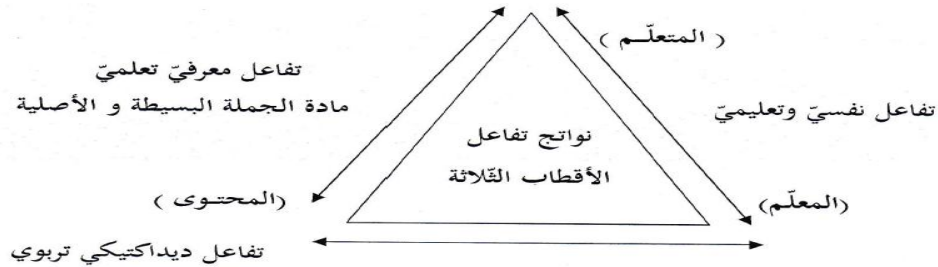 ( المتعلّـم )
تفاعل معرفيّ تعلميّ
مادة الجملة البسيطة و الأصلية
تفاعل نفسيّ وتعليميّ
نواتج تفاعل
الأقطاب الثّلاثة
(المعلّم)
(المحتـوى )
تفاعل ديداكتيكي تربوي